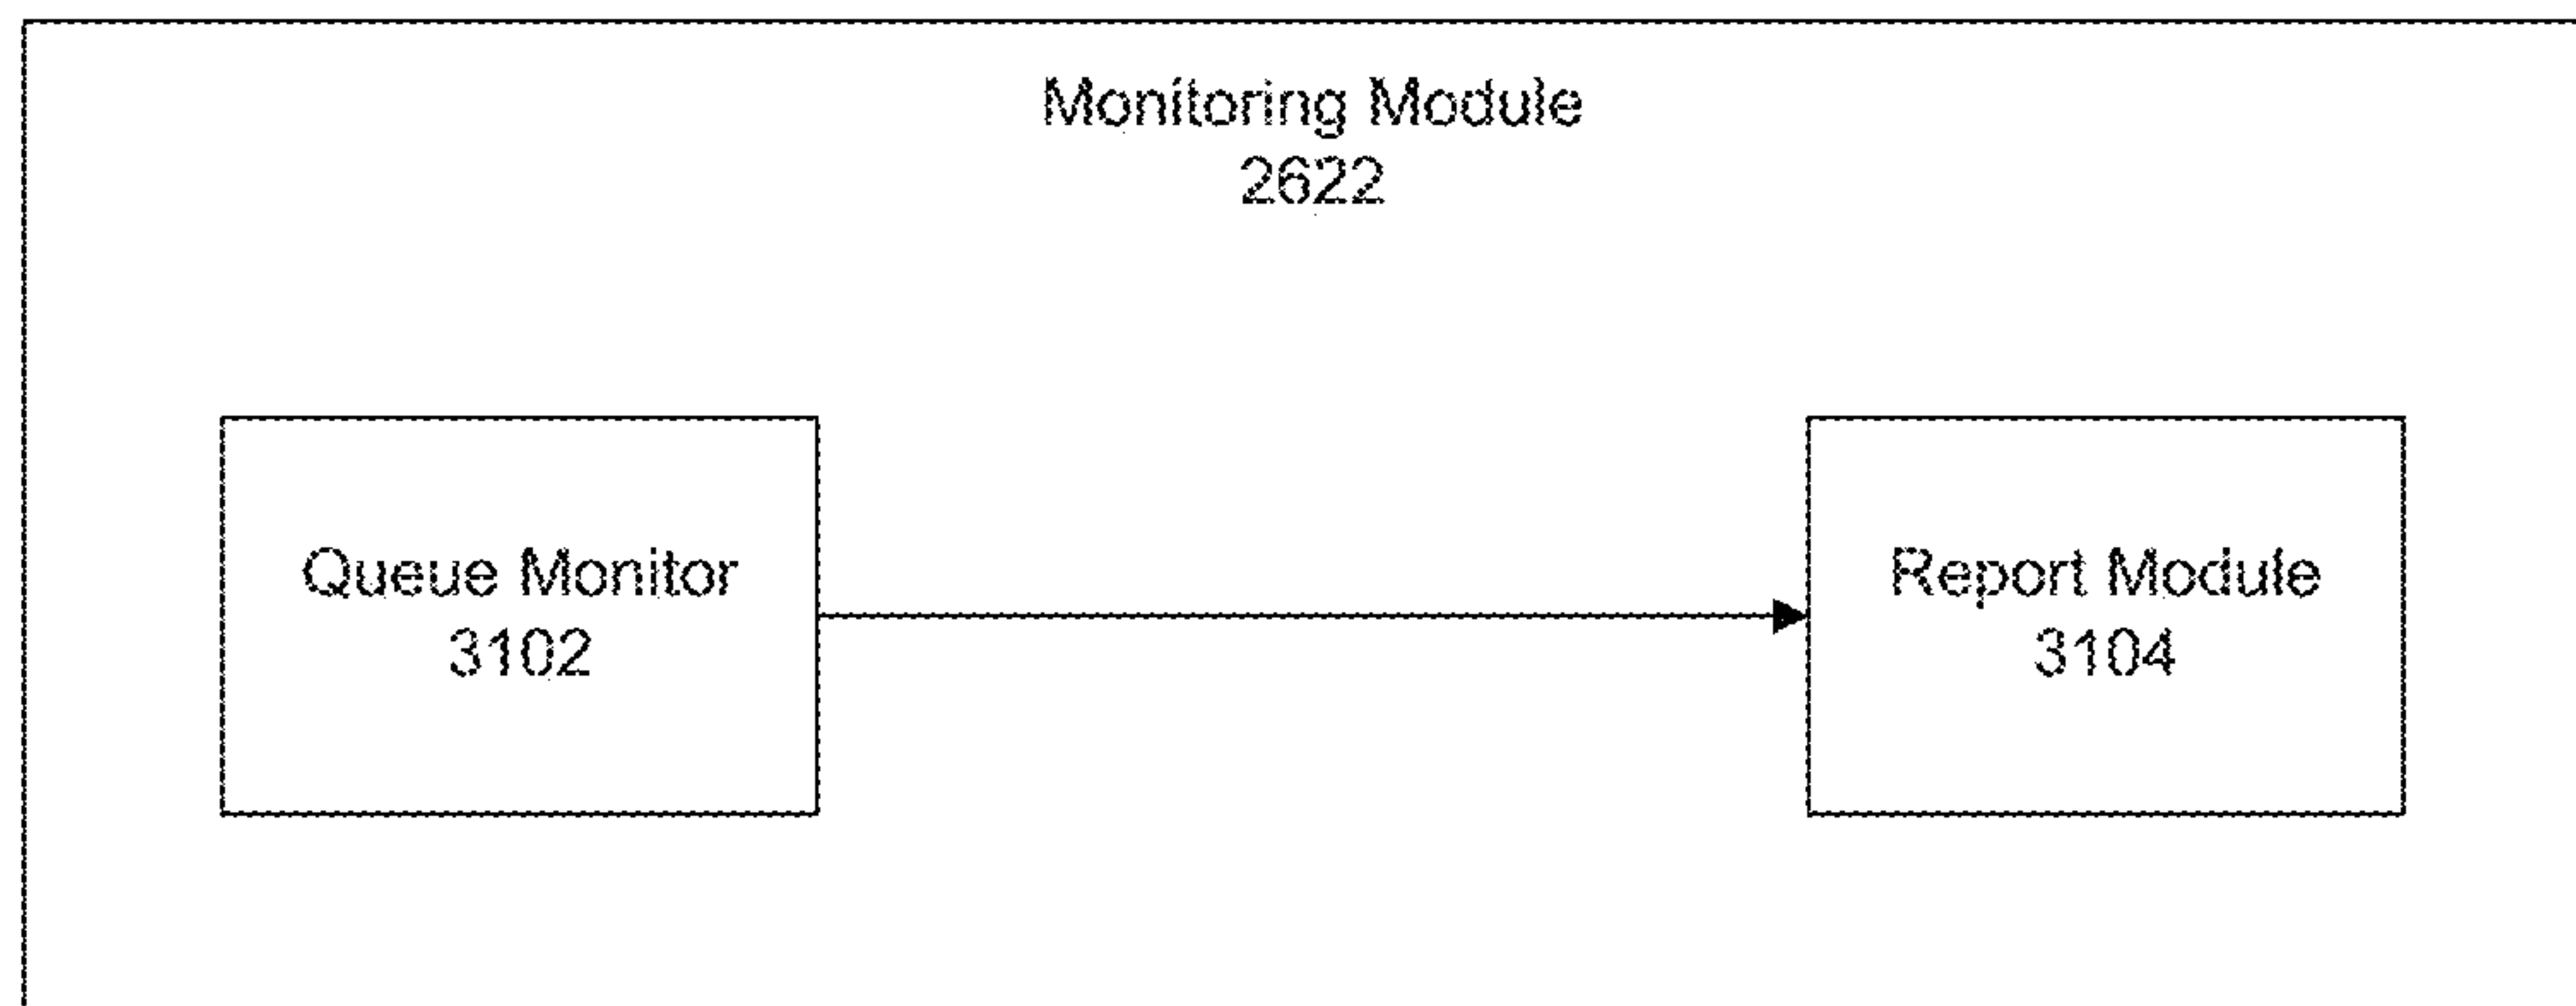 Monitoring Module
2622
Queue Monitor
3102
Report Module
3104